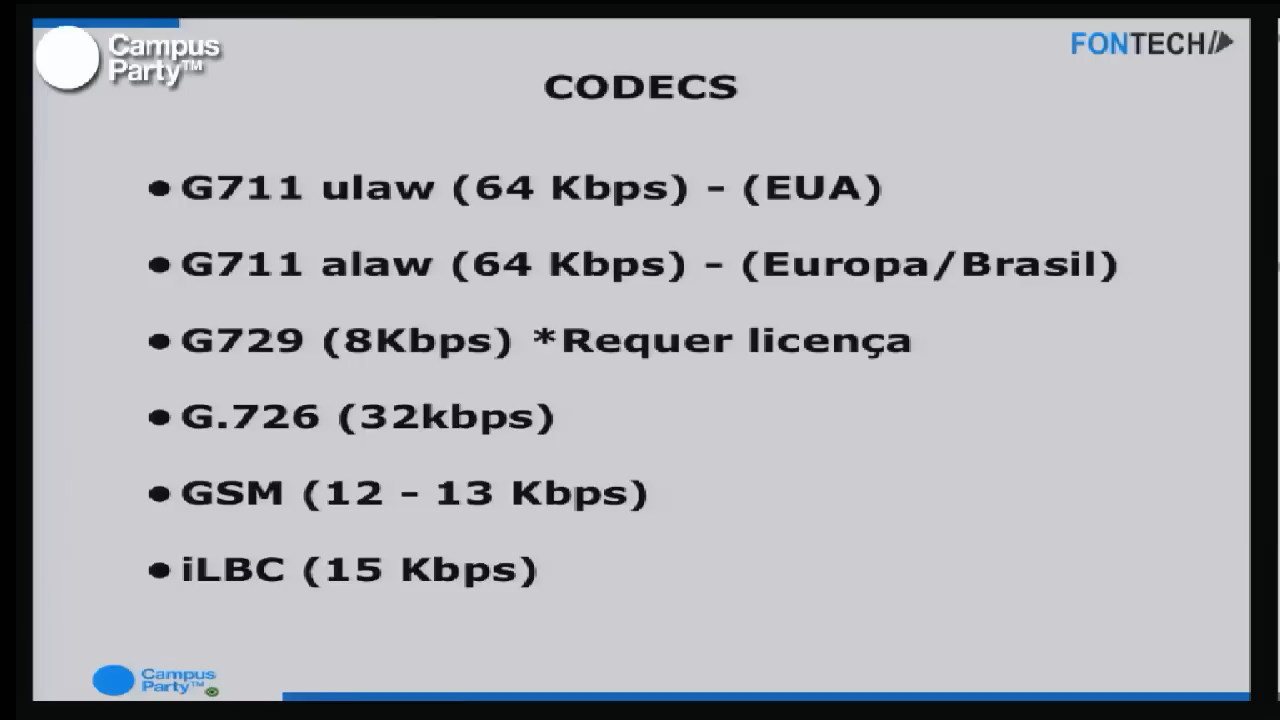 Campus
Party™
FONTECH
CODECS
• G711 ulaw (64 Kbps) - (EUA)
• G711 alaw (64 Kbps) - (Europa/Brasil)
• G729 (8Kbps) *Requer licença
• G.726 (32kbps)
• GSM (12 - 13 Kbps)
• iLBC (15 Kbps)
Campus
Party™